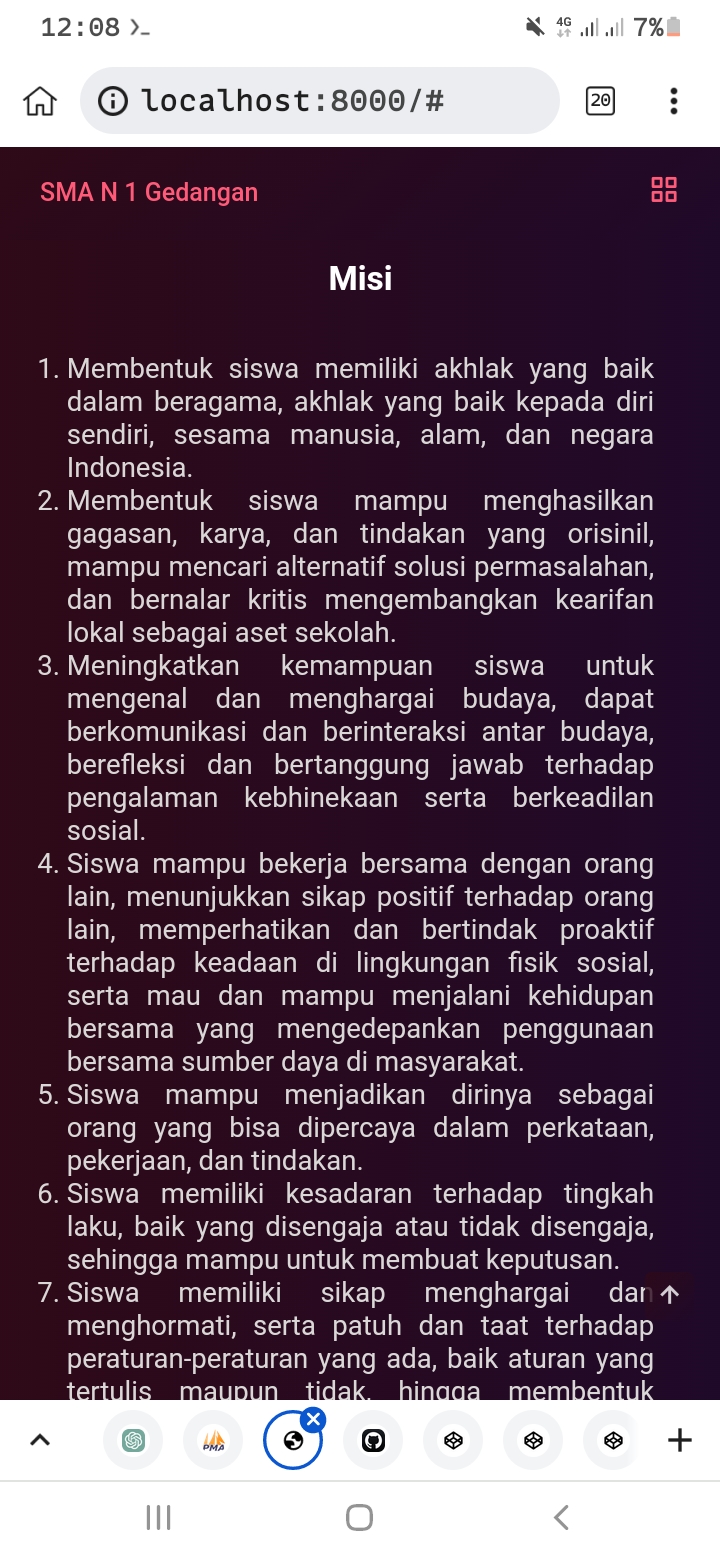 12:08
4G
7%
localhost:8000/#
20
SMA N 1 Gedangan
Misi
1. Membentuk siswa memiliki akhlak yang baik
dalam beragama, akhlak yang baik kepada diri
sendiri, sesama manusia, alam, dan negara
Indonesia.
2. Membentuk siswa mampu menghasilkan
gagasan, karya, dan tindakan yang orisinil,
mampu mencari alternatif solusi permasalahan,
dan bernalar kritis mengembangkan kearifan
lokal sebagai aset sekolah.
3. Meningkatkan kemampuan siswa untuk
mengenal dan menghargai budaya, dapat
berkomunikasi dan berinteraksi antar budaya,
berefleksi dan bertanggung jawab terhadap
pengalaman kebhinekaan serta berkeadilan
sosial.
4. Siswa mampu bekerja bersama dengan orang
lain, menunjukkan sikap positif terhadap orang
lain, memperhatikan dan bertindak proaktif
terhadap keadaan di lingkungan fisik sosial,
serta mau dan mampu menjalani kehidupan
bersama yang mengedepankan penggunaan
bersama sumber daya di masyarakat.
5. Siswa mampu menjadikan dirinya sebagai
orang yang bisa dipercaya dalam perkataan,
pekerjaan, dan tindakan.
6. Siswa memiliki kesadaran terhadap tingkah
laku, baik yang disengaja atau tidak disengaja,
sehingga mampu untuk membuat keputusan.
7. Siswa memiliki sikap menghargai dan
menghormati, serta patuh dan taat terhadap
peraturan-peraturan yang ada, baik aturan yang
tertulis maupun tidak, hingga membentuk
PMA